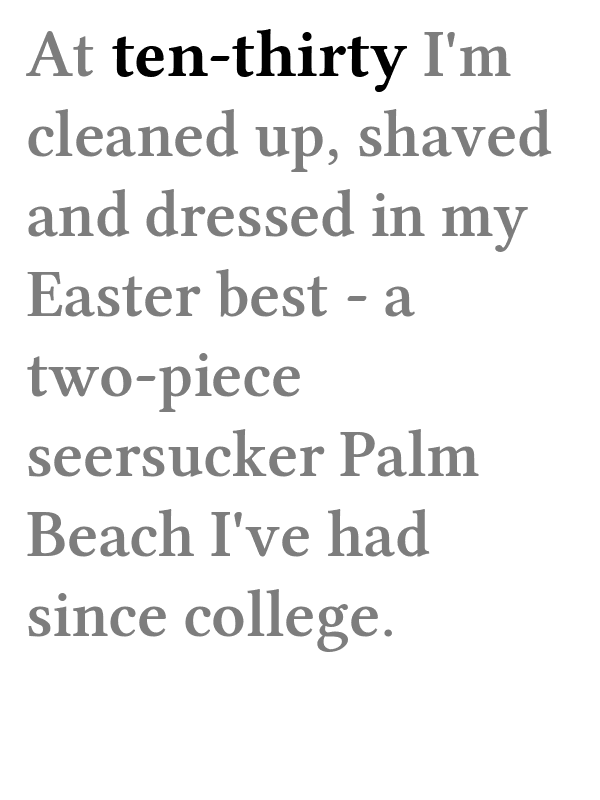 At ten-thirty I'm
cleaned up, shaved
and dressed in my
Easter best - a
two-piece
seersucker Palm
Beach I've had
since college.